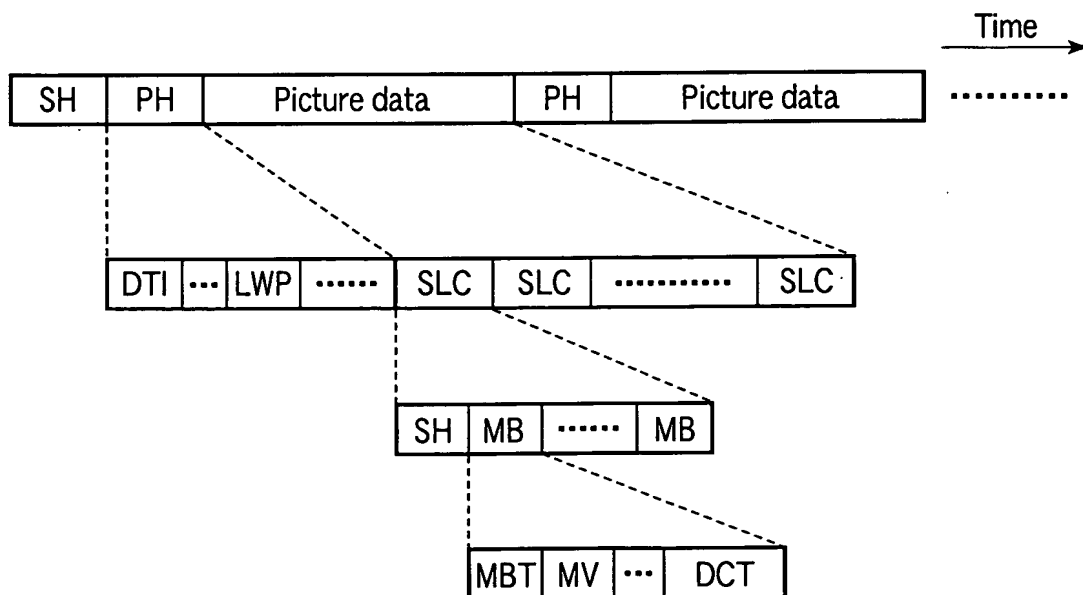 Time
SH PH Picture data PH Picture data ..........
DTI ... LWP ...... SLC SLC ........... SLC
SH MB ...... MB
MBT MV ... DCT